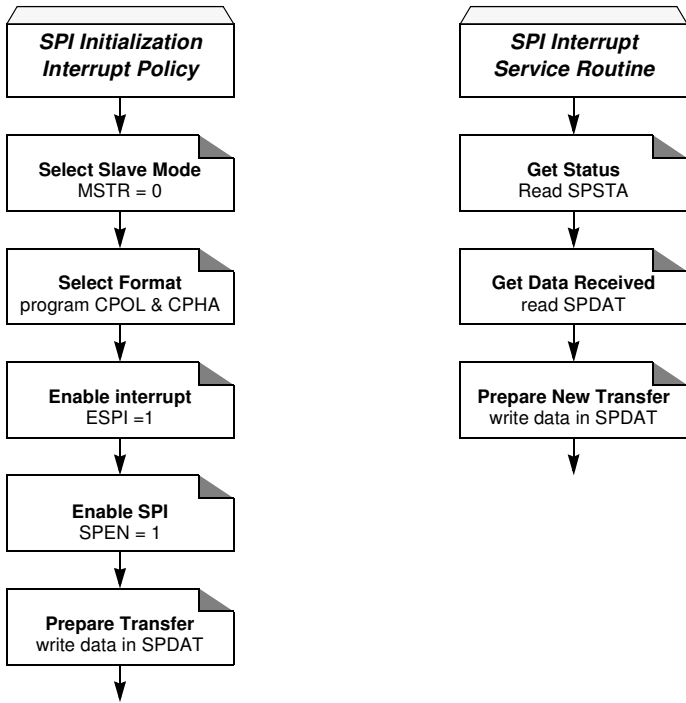 SPI Initialization
Interrupt Policy
Select Slave Mode
MSTR = 0
Select Format
program CPOL & CPHA
Enable interrupt
ESPI =1
Enable SPI
SPEN = 1
Prepare Transfer
write data in SPDAT
SPI Interrupt
Service Routine
Get Status
Read SPSTA
Get Data Received
read SPDAT
Prepare New Transfer
write data in SPDAT